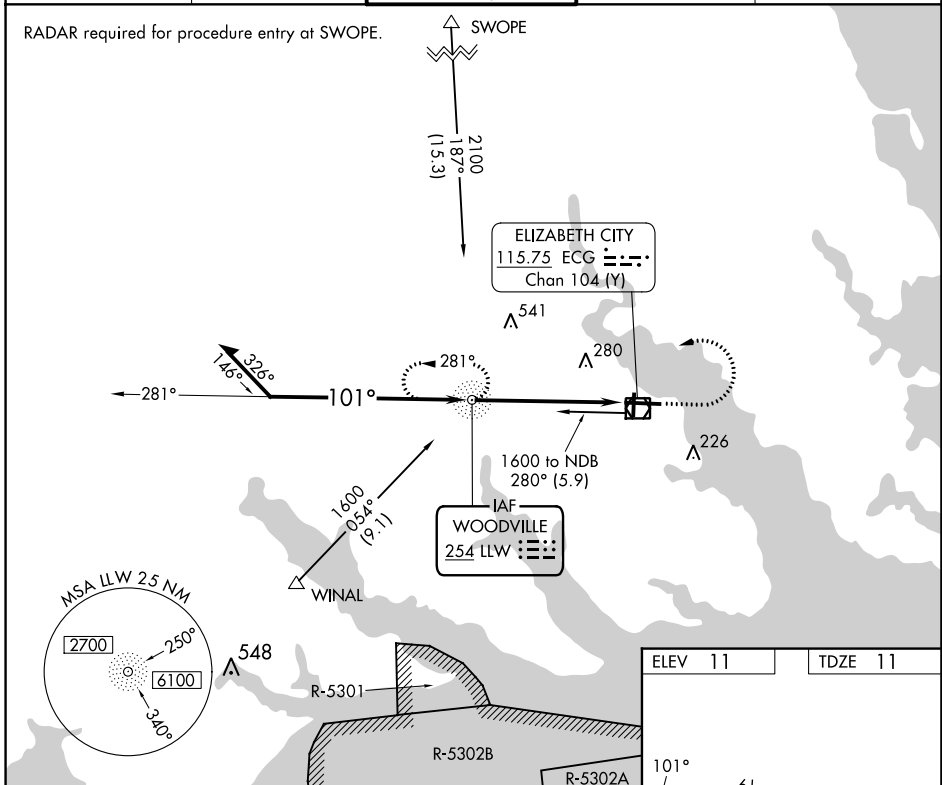 RADAR required for procedure entry at SWOPE.
SWOPE
2100
187°
(15.3)
ELIZABETH CITY
115.75 ECG
Chan 104 (Y)
541
280
326°
146°
281°
281°
101°
226
1600 to NDB
280° (5.9)
1600
054°
(9.1)
IAF
WOODVILLE
254 LLW
WINAL
MSA LLW 25 NM
2700
250°
6100
340°
548
R-5301
R-5302B
R-5302A
ELEV 11
TDZE 11
101°